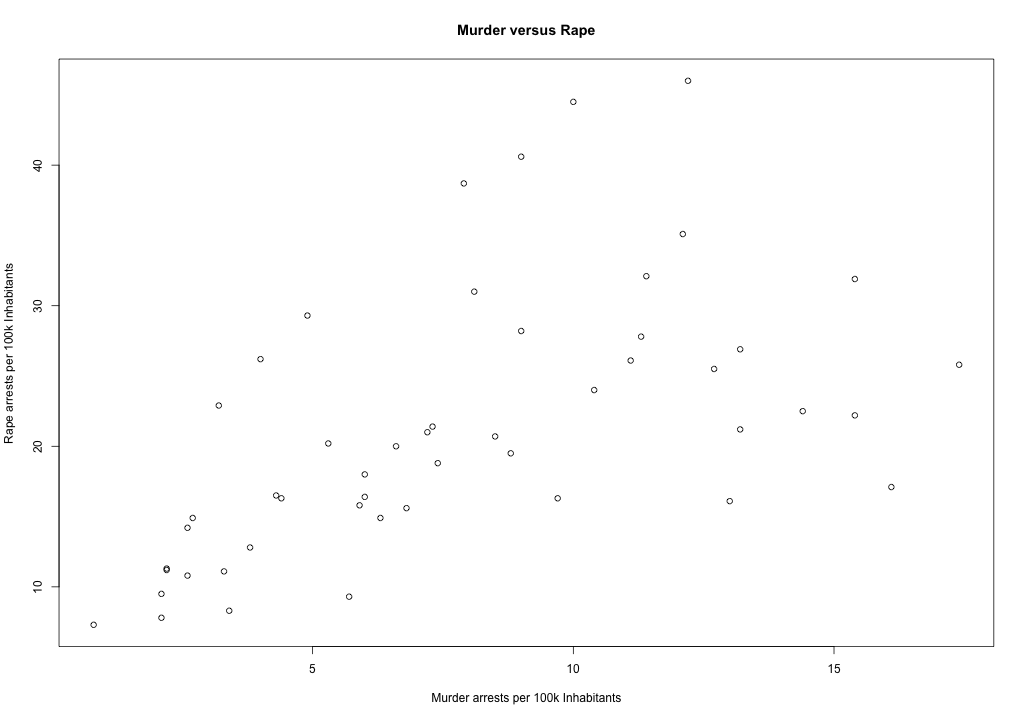 Murder versus Rape
Rape arrests per 100k Inhabitants
40
30
20
10
5 10 15
Murder arrests per 100k Inhabitants